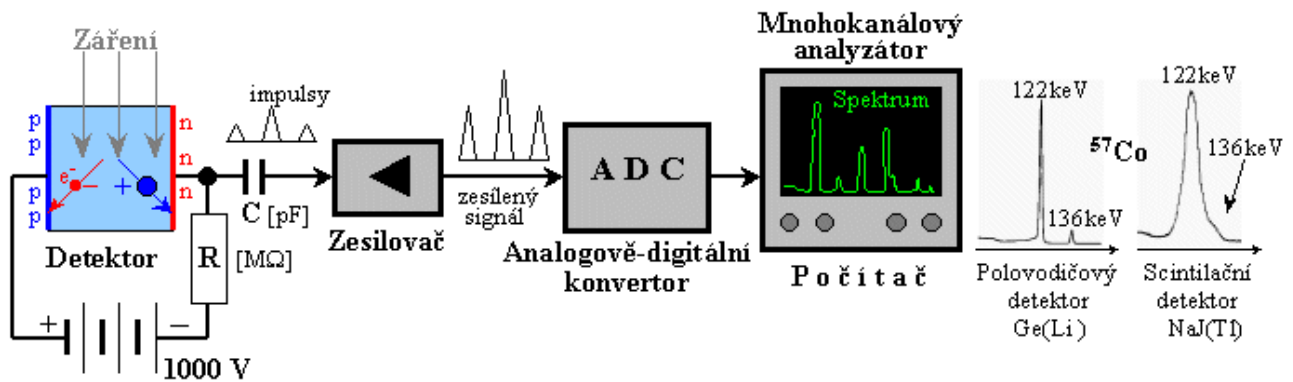 Záření
p
p
p
p
n
n
n
e-
−
+
Detektor
+
−
1000 V
R
[MΩ]
C [pF]
impulsy
Zesilovač
zesílený
signál
A D C
Analogově-digitální
konvertor
Mnohokanálový
analyzátor
Spektrum
Počítač
122keV
136keV
Polovodičový
detektor
Ge(Li)
57Co
122keV
136keV
Scintilační
detektor
NaJ(Tl)